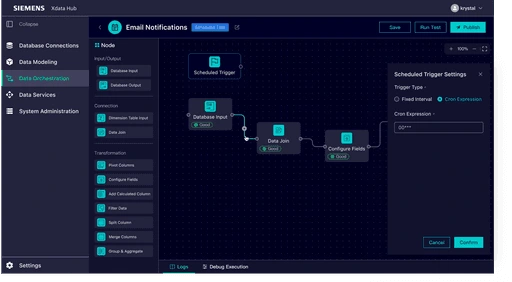 SIEMENS Xdata Hub
krystal
Collapse
Database Connections
Data Modeling
Data Orchestration
Data Services
System Administration
Settings
Email Notifications
Save
Run Test
Publish
Node
Input/Output
Database Input
Database Output
Connection
Dimension Table Input
Data Join
Transformation
Pivot Columns
Configure Fields
Add Calculated Column
Filter Data
Split Column
Merge Columns
Group & Aggregate
100%
Scheduled Trigger
Database Input
Good
Data Join
Good
Configure Fields
Good
Scheduled Trigger Settings
Trigger Type
Fixed Interval
Cron Expression
Cron Expression
00***
Cancel
Confirm
Logs
Debug Execution